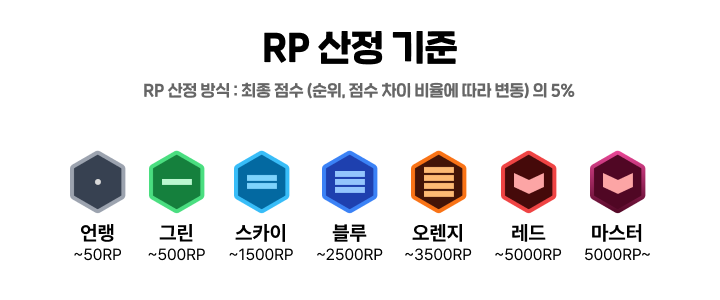 RP 산정 기준
RP 산정 방식 : 최종 점수 (순위, 점수 차이 비율에 따라 변동) 의 5%
언랭 그린 스카이 블루 오렌지 레드 마스터
~50RP ~500RP ~1500RP ~2500RP ~3500RP ~5000RP 5000RP~